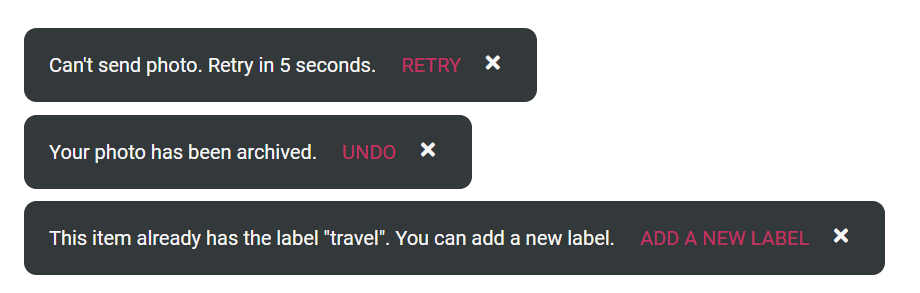 Can't send photo. Retry in 5 seconds. RETRY
Your photo has been archived. UNDO
This item already has the label "travel". You can add a new label. ADD A NEW LABEL